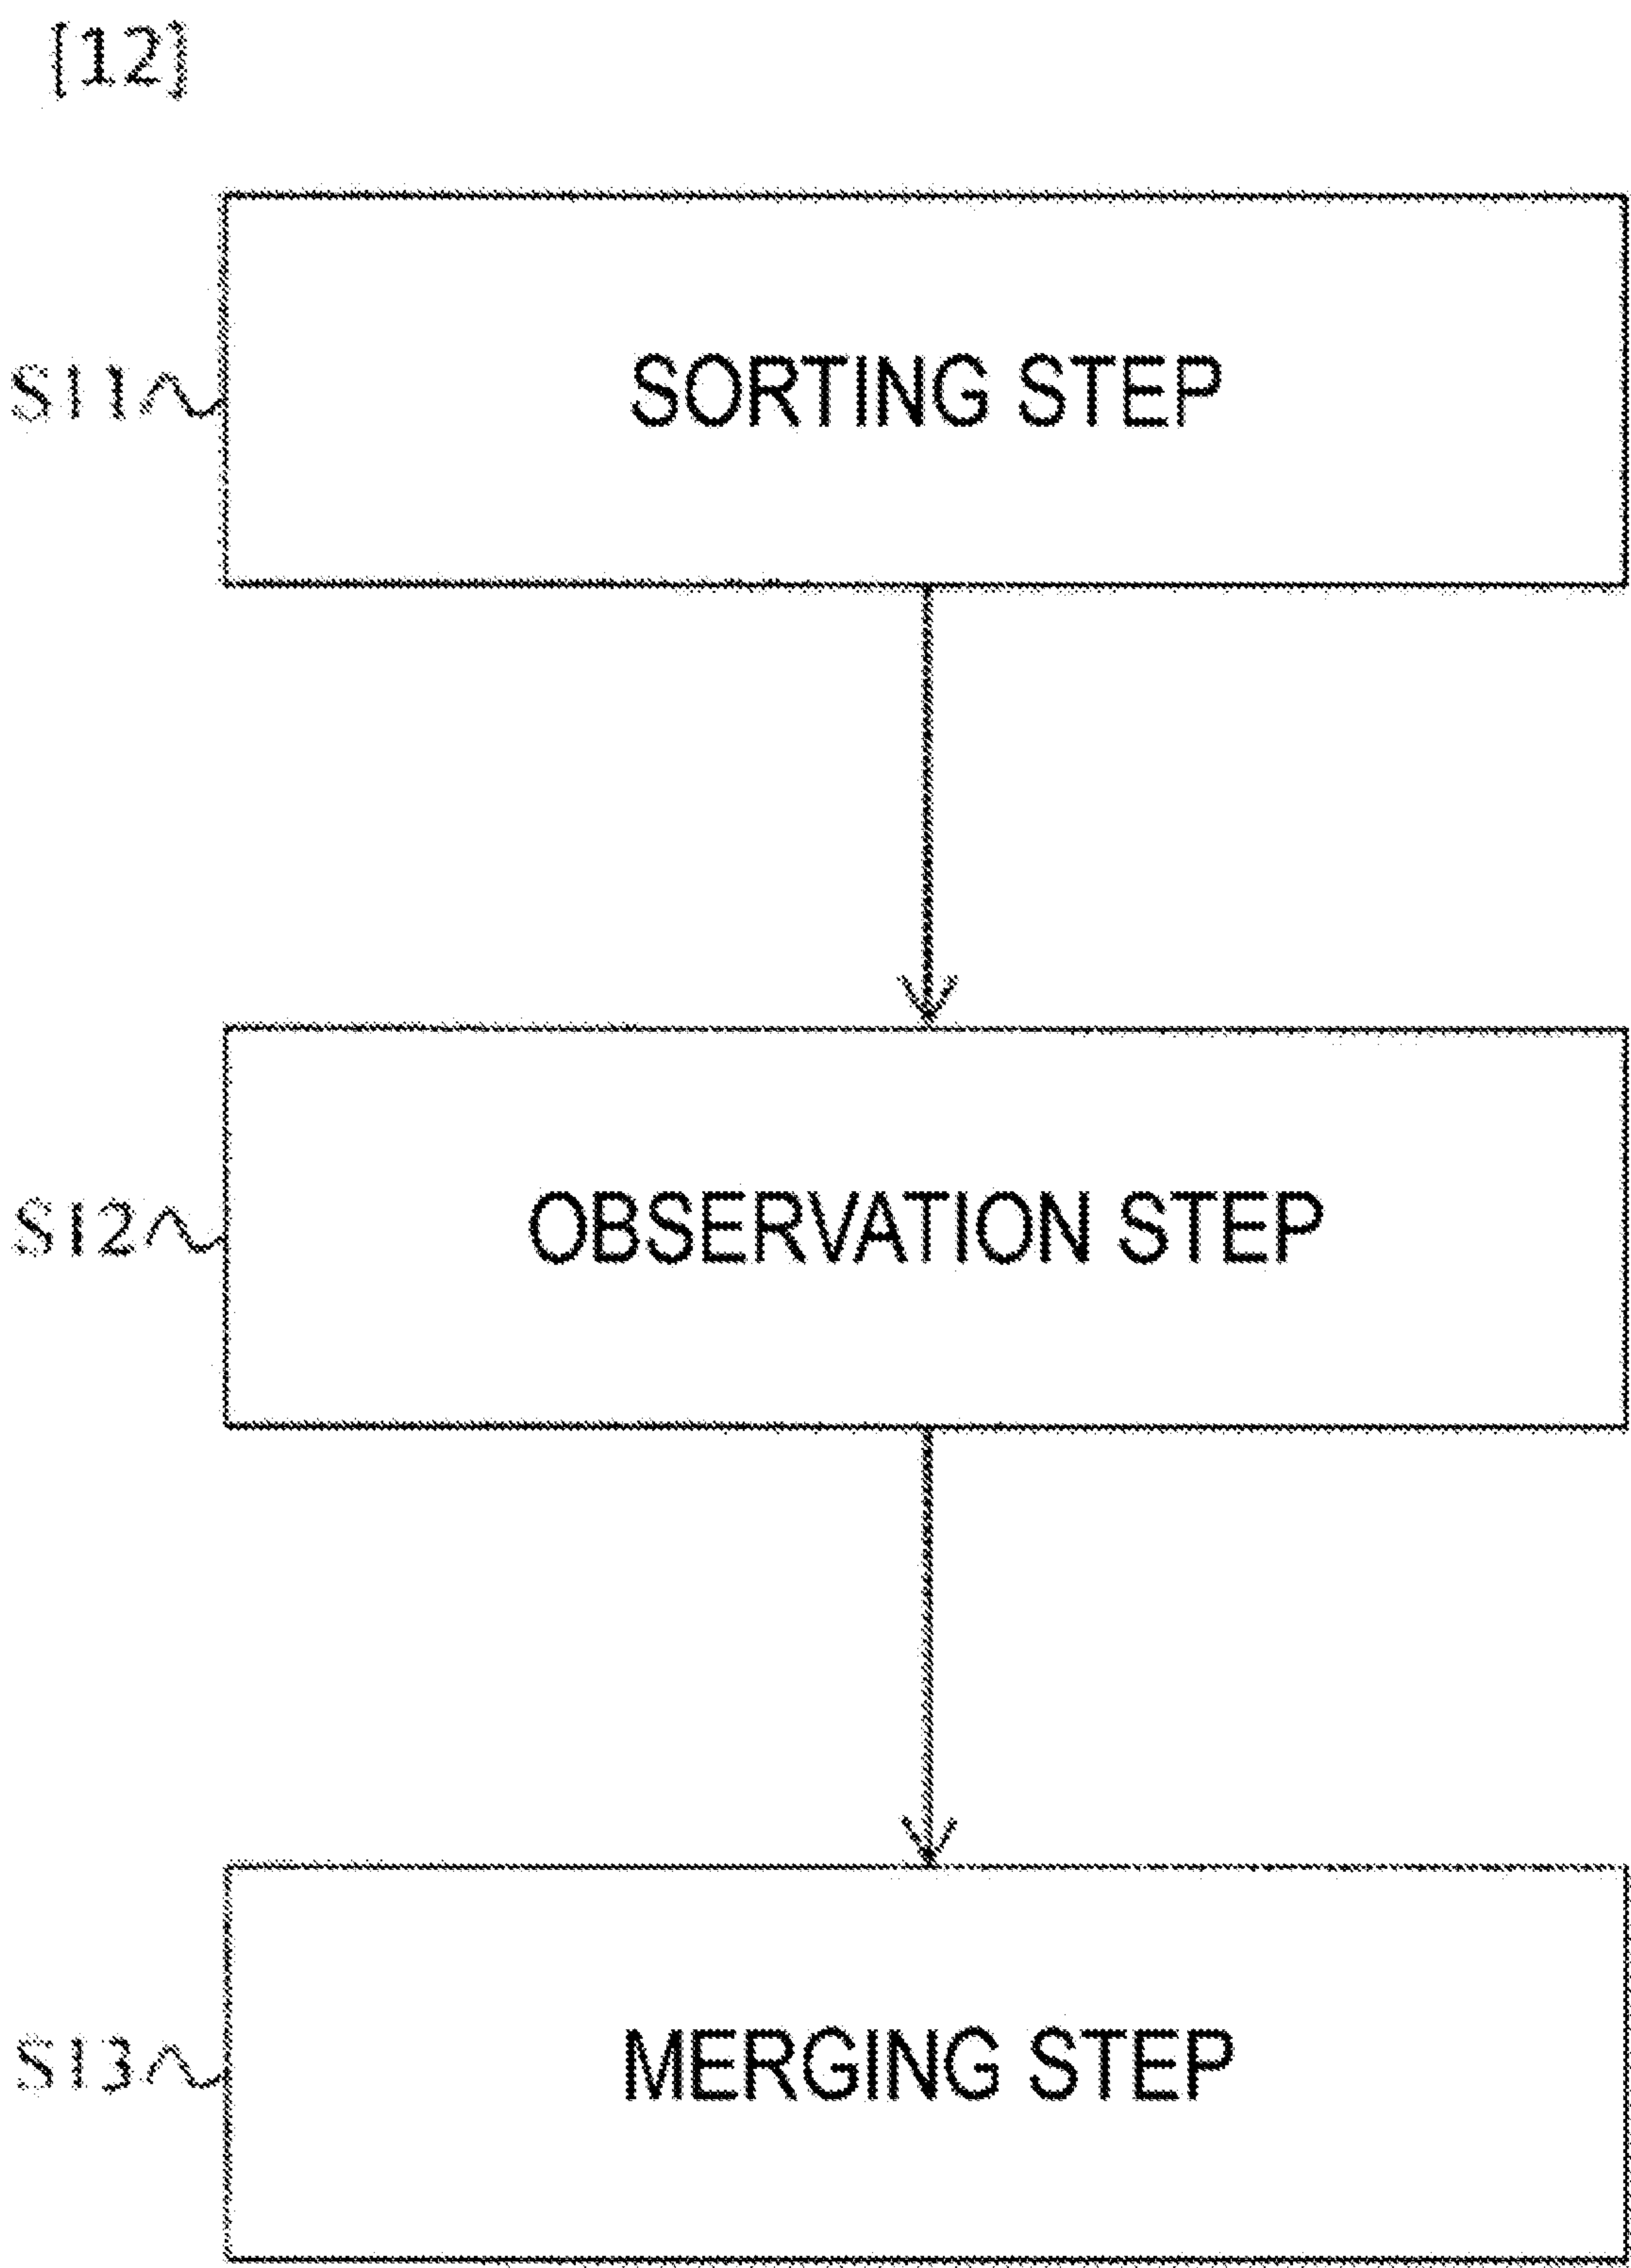 [12]
S11 SORTING STEP
S12 OBSERVATION STEP
S13 MERGING STEP